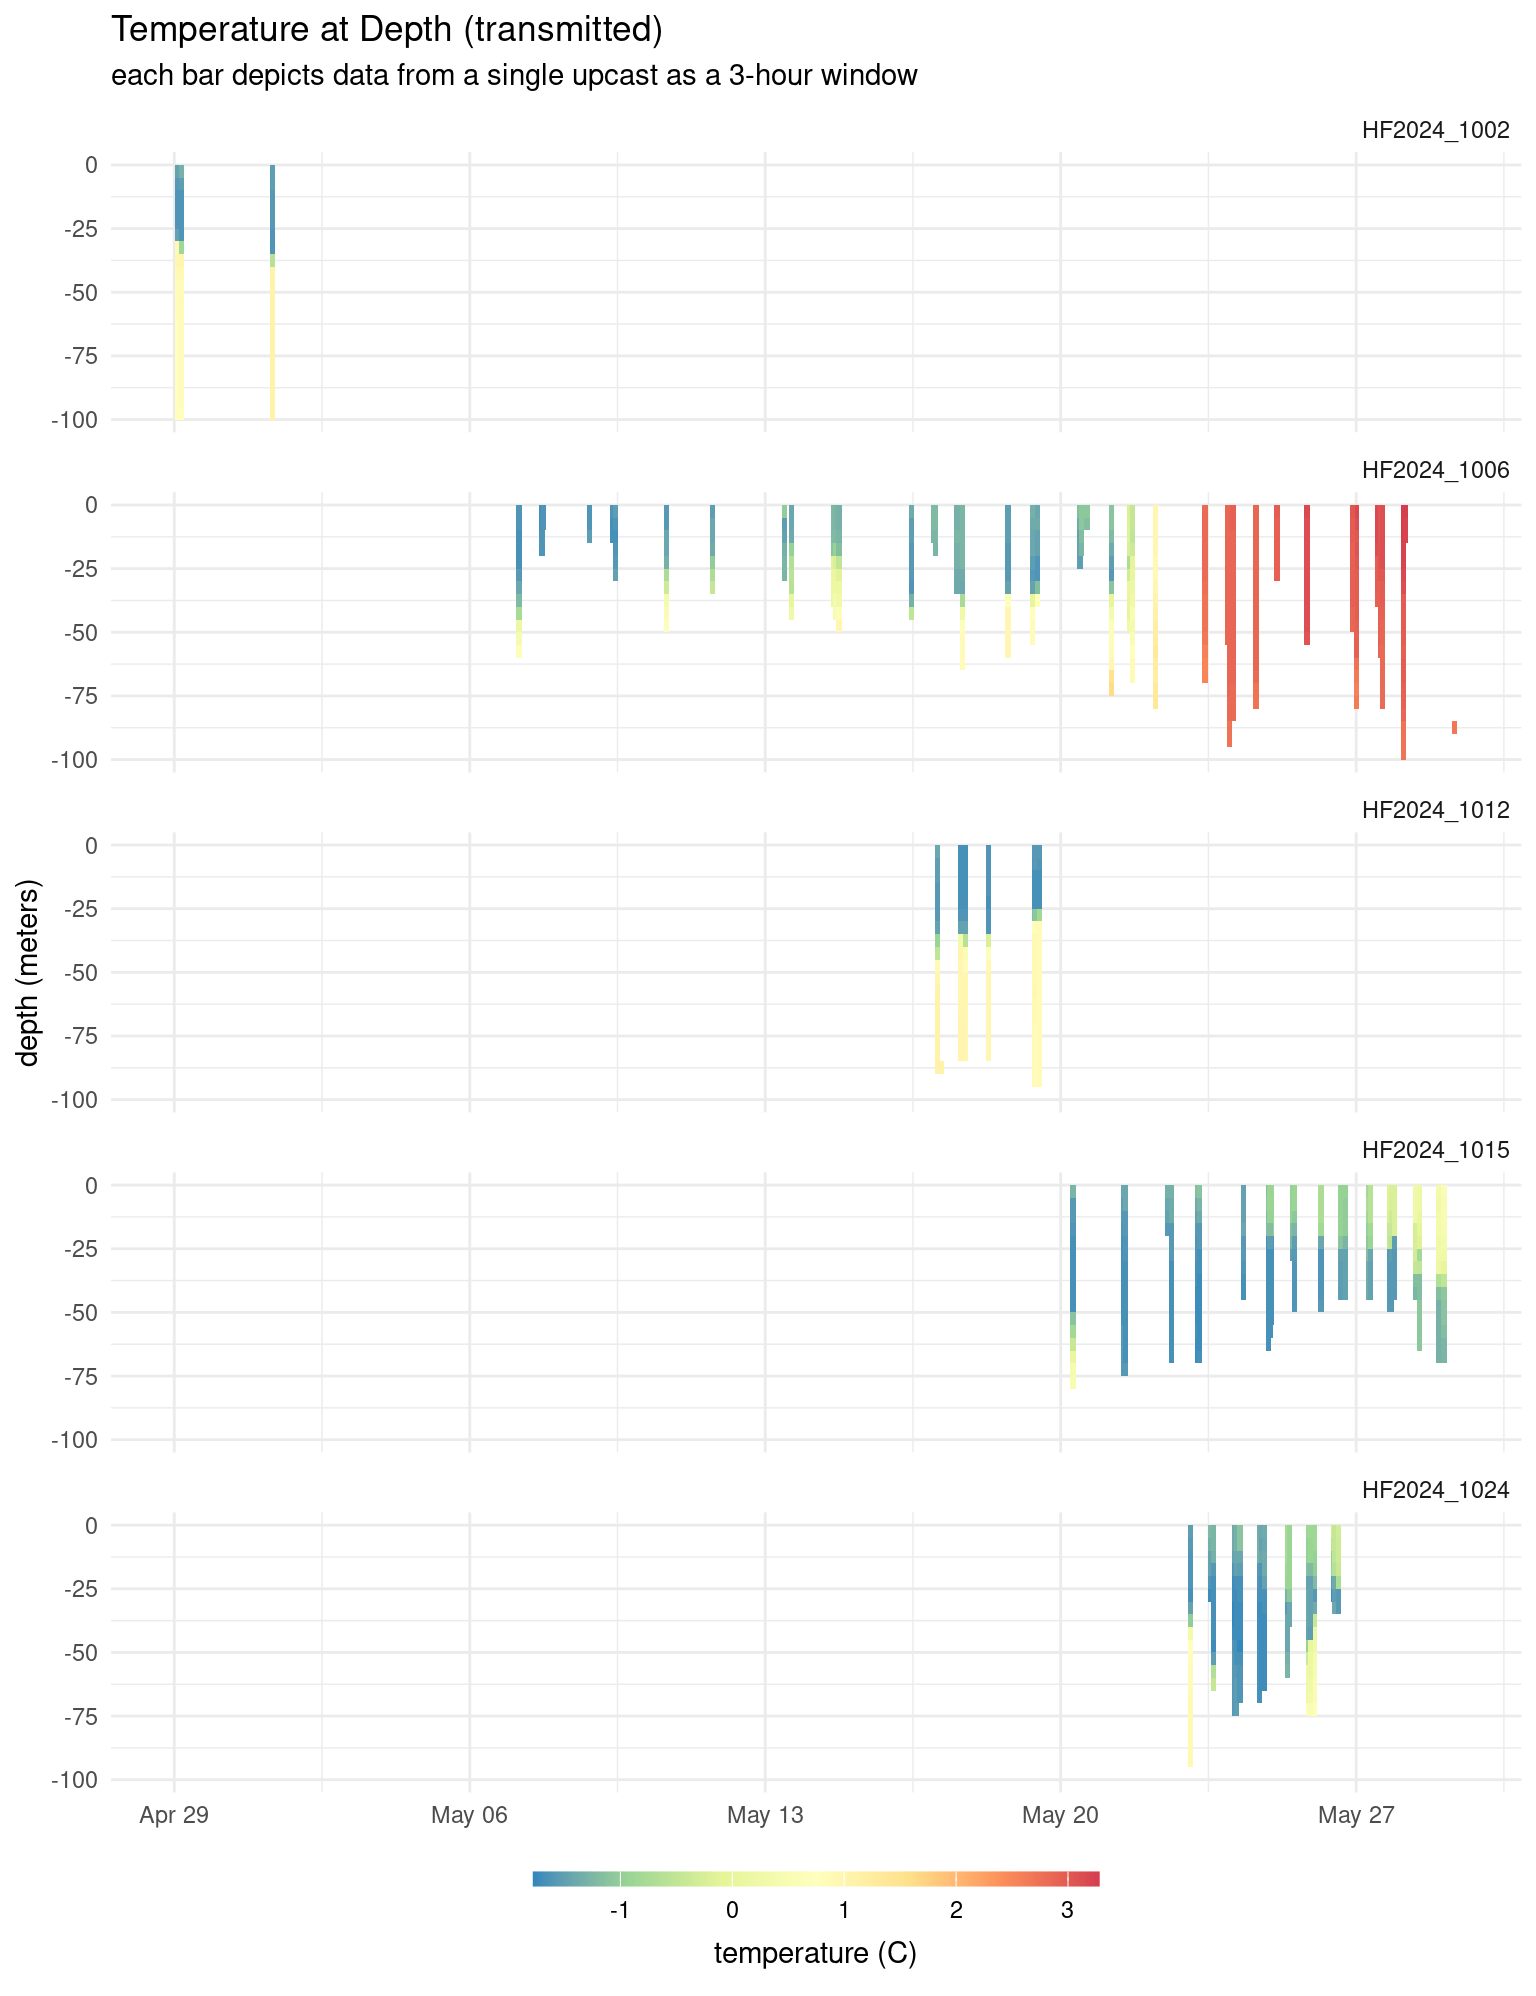 Temperature at Depth (transmitted)
each bar depicts data from a single upcast as a 3-hour window
HF2024_1002
0
-25
-50
-75
-100
HF2024_1006
0
-25
-50
-75
-100
HF2024_1012
0
-25
-50
-75
-100
depth (meters)
HF2024_1015
0
-25
-50
-75
-100
HF2024_1024
0
-25
-50
-75
-100
Apr 29 May 06 May 13 May 20 May 27
-1 0 1 2 3
temperature (C)